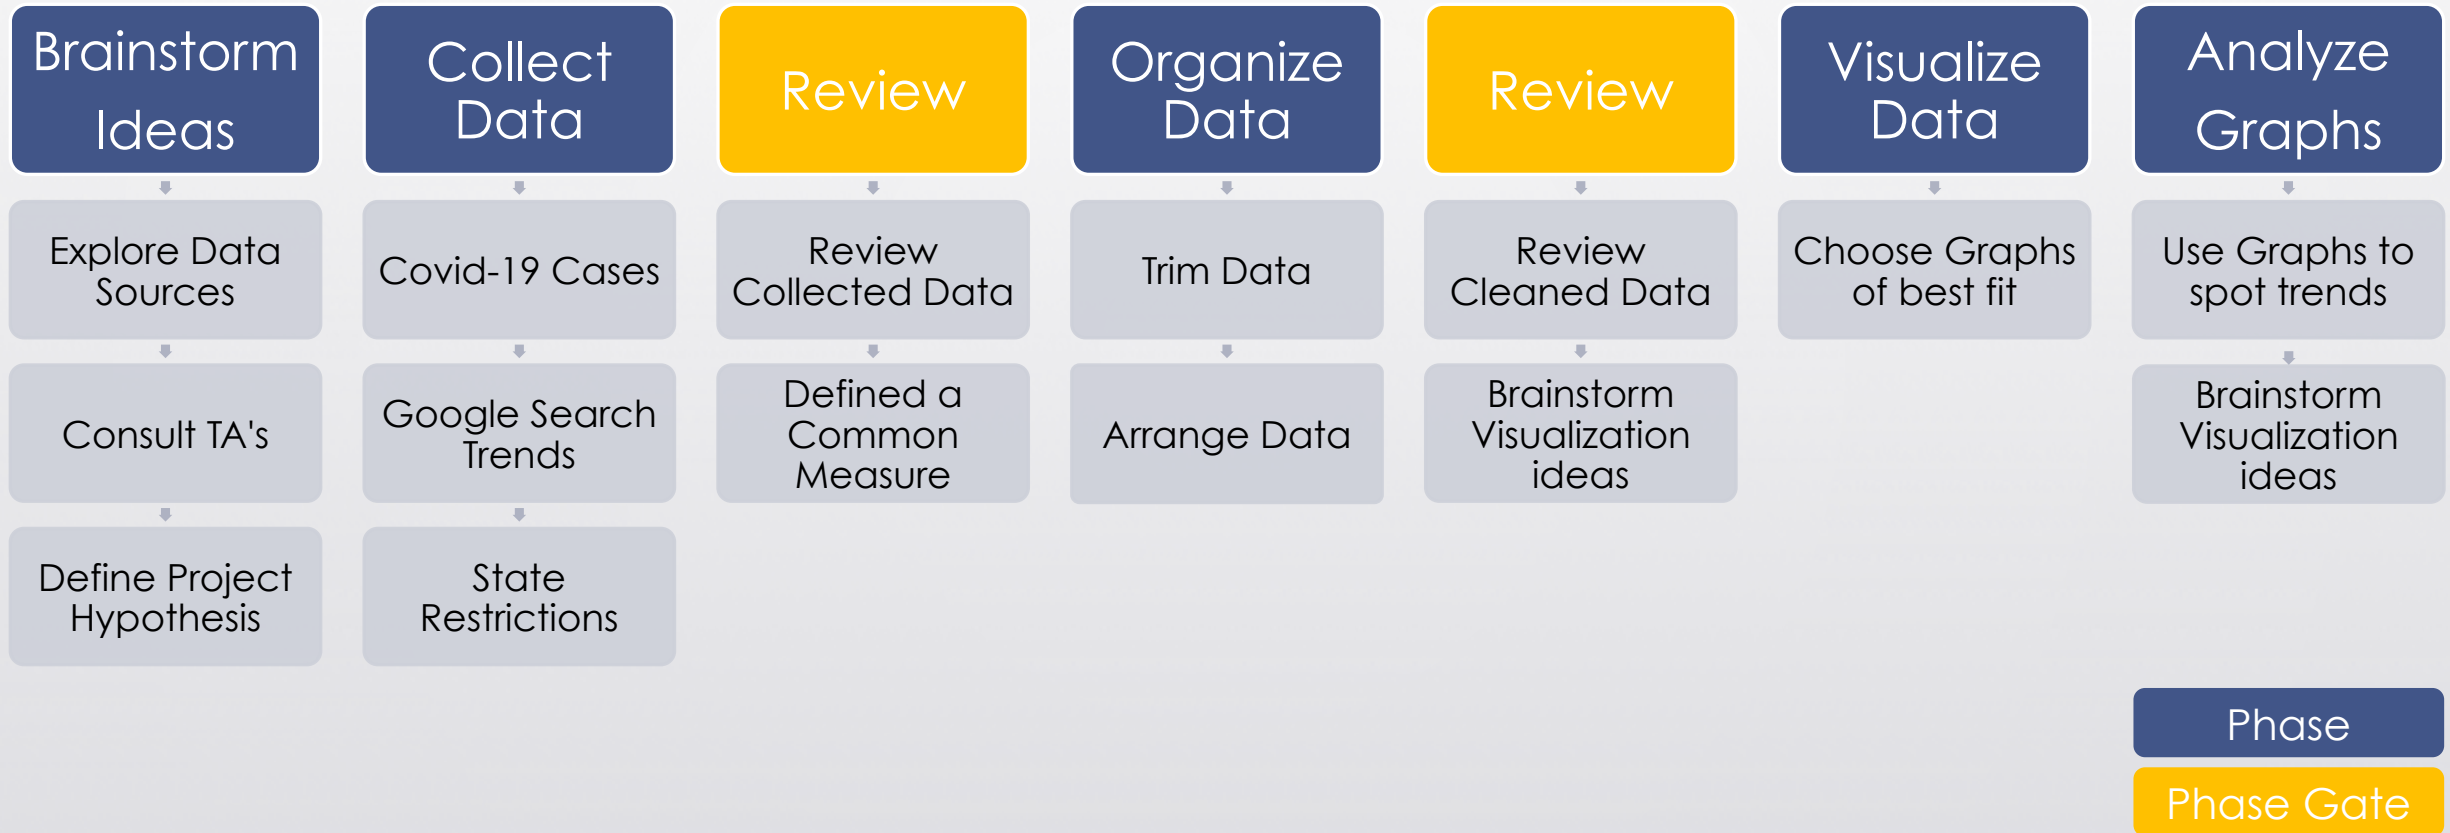 Brainstorm
Ideas
Explore Data
Sources
Consult TA's
Define Project
Hypothesis
Collect
Data
Covid-19 Cases
Google Search
Trends
State
Restrictions
Review
Review
Collected Data
Defined a
Common
Measure
Organize
Data
Trim Data
Arrange Data
Review
Review
Cleaned Data
Brainstorm
Visualization
ideas
Visualize
Data
Choose Graphs
of best fit
Analyze
Graphs
Use Graphs to
spot trends
Brainstorm
Visualization
ideas
Phase
Phase Gate